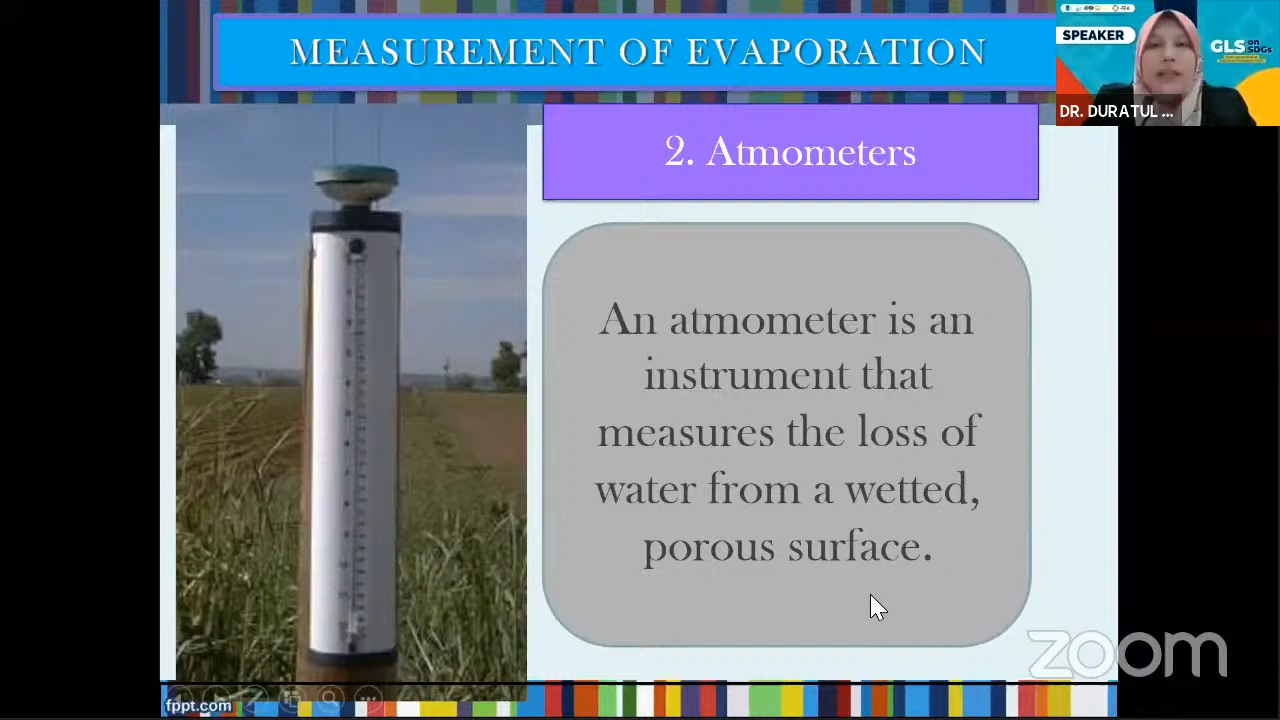 MEASUREMENT OF EVAPORATION
SPEAKER
GLS on SDGs
DR. DURATUL ...
2. Atmometers
An atmometer is an
instrument that
measures the loss of
water from a wetted,
porous surface.
zoom
fppt.com